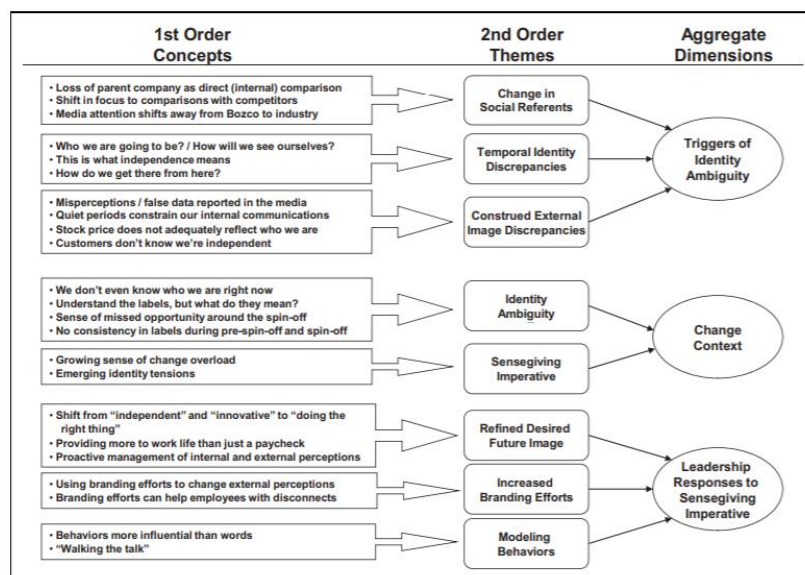 1st Order
Concepts
2nd Order
Themes
Aggregate
Dimensions
• Loss of parent company as direct (internal) comparison
• Shift in focus to comparisons with competitors
• Media attention shifts away from Bozco to industry
Change in
Social Referents
• Who we are going to be? / How will we see ourselves?
• This is what independence means
• How do we get there from here?
Temporal Identity
Discrepancies
Triggers of
Identity
Ambiguity
• Misperceptions / false data reported in the media
• Quiet periods constrain our internal communications
• Stock price does not adequately reflect who we are
• Customers don't know we're independent
Construed External
Image Discrepancies
• We don't even know who we are right now
• Understand the labels, but what do they mean?
• Sense of missed opportunity around the spin-off
• No consistency in labels during pre-spin-off and spin-off
Identity
Ambiguity
Change
Context
• Growing sense of change overload
• Emerging identity tensions
Sensegiving
Imperative
• Shift from “independent” and “innovative” to “doing the
right thing”
• Providing more to work life than just a paycheck
• Proactive management of internal and external perceptions
Refined Desired
Future Image
• Using branding efforts to change external perceptions
• Branding efforts can help employees with disconnects
Increased
Branding Efforts
Leadership
Responses to
Sensegiving
Imperative
• Behaviors more influential than words
• “Walking the talk”
Modeling
Behaviors